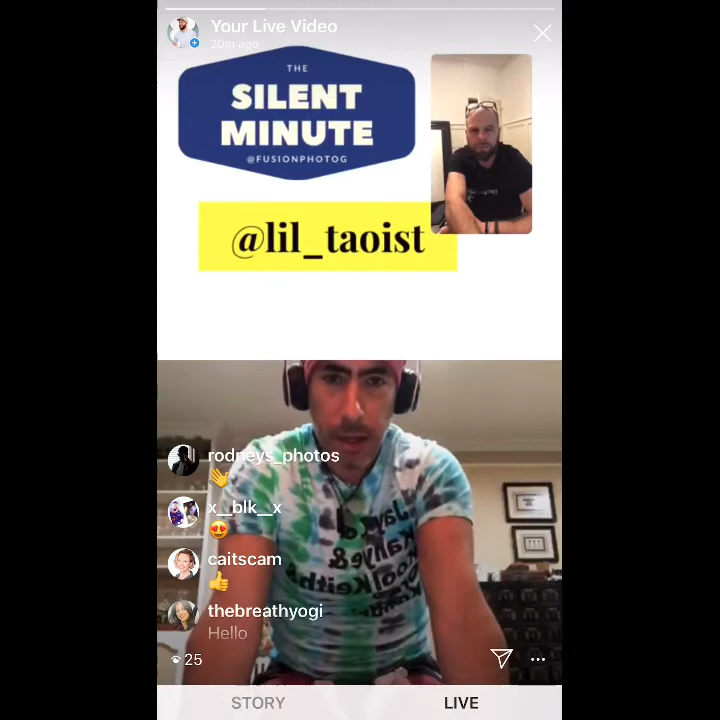 Your Live Video
20m ago
THE
SILENT
MINUTE
@FUSIONPHOTOG
@lil_taoist
rodneys_photos
👋
x__blk__x
😍
caitscam
👍
thebreathyogi
Hello
25
STORY
LIVE